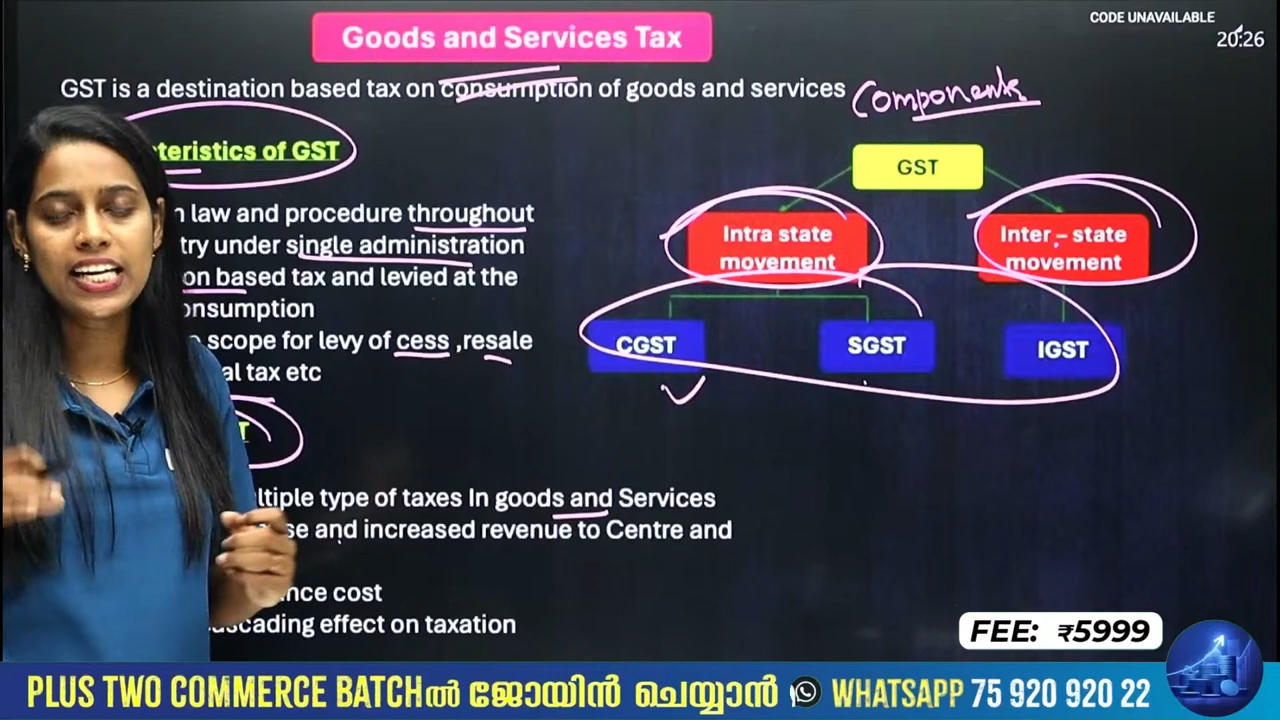 CODE UNAVAILABLE
20:26
Goods and Services Tax
GST is a destination based tax on consumption of goods and services
Components
teristics of GST
law and procedure throughout
try under single administration
on based tax and levied at the
onsumption
scope for levy of cess ,resale
al tax etc
GST
Intra state
movement
Inter – state
movement
CGST
SGST
IGST
T
ltiple type of taxes In goods and Services
se and increased revenue to Centre and
nce cost
ascading effect on taxation
FEE: ₹5999
PLUS TWO COMMERCE BATCHൽ ജോയിൻ ചെയ്യാൻ WHATSAPP 75 920 920 22